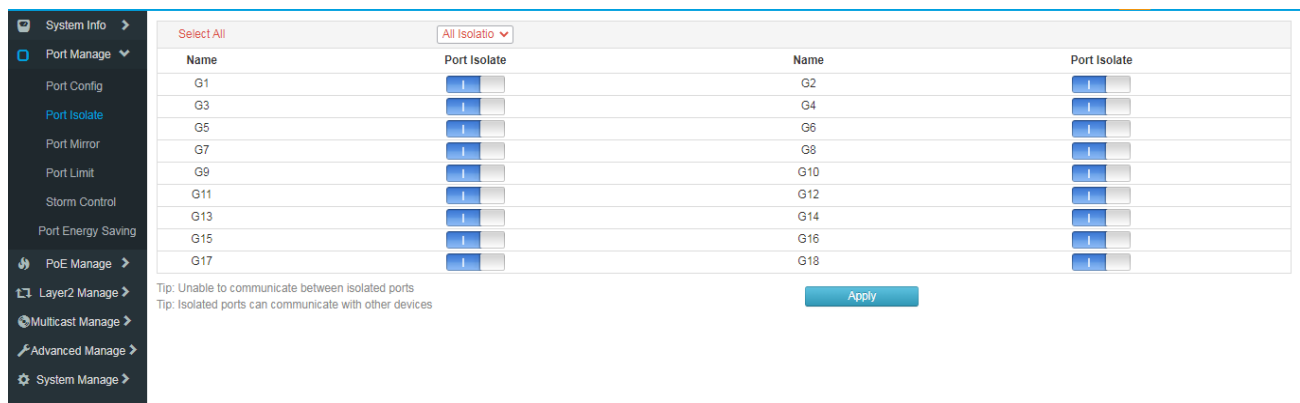 System Info
Port Manage
Port Config
Port Isolate
Port Mirror
Port Limit
Storm Control
Port Energy Saving
PoE Manage
Layer2 Manage
Multicast Manage
Advanced Manage
System Manage
Select All All Isolatio
Name Port Isolate Name Port Isolate
G1 G2
G3 G4
G5 G6
G7 G8
G9 G10
G11 G12
G13 G14
G15 G16
G17 G18
Tip: Unable to communicate between isolated ports
Tip: Isolated ports can communicate with other devices
Apply